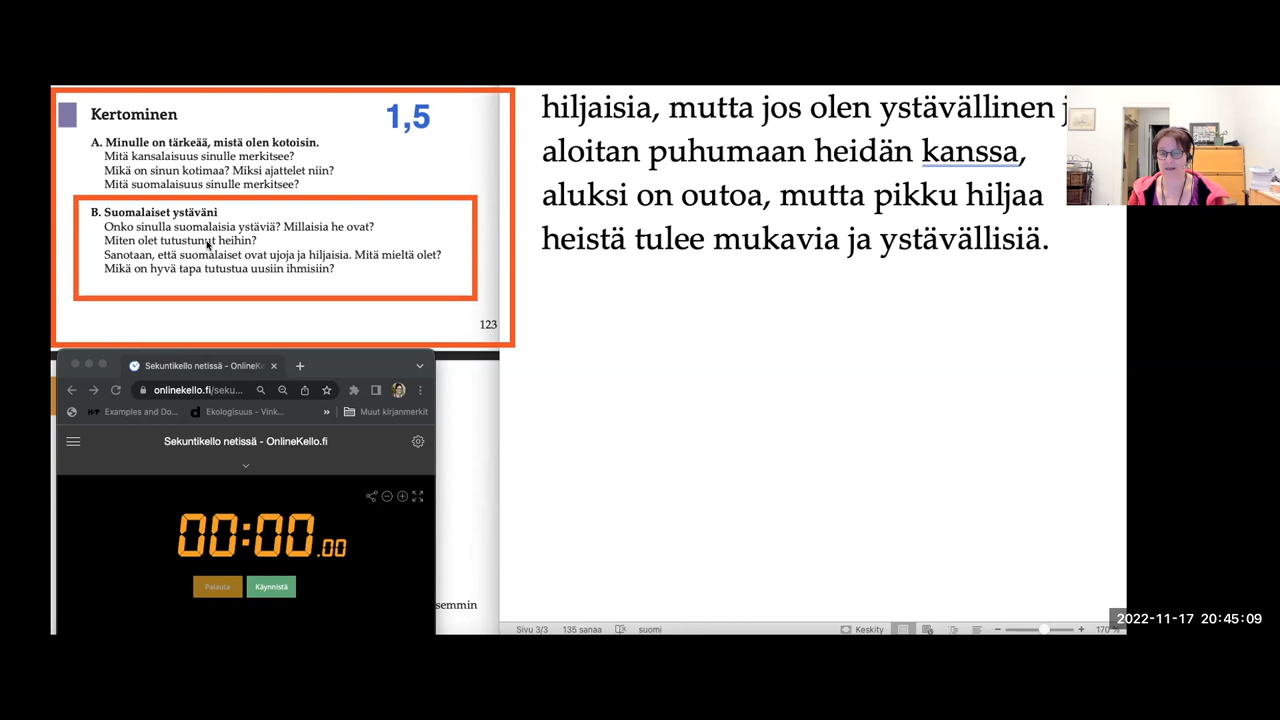 Kertominen
1,5
A. Minulle on tärkeää, mistä olen kotoisin.
Mitä kansalaisuus sinulle merkitsee?
Mikä on sinun kotimaa? Miksi ajattelet niin?
Mitä suomalaisuus sinulle merkitsee?
B. Suomalaiset ystäväni
Onko sinulla suomalaisia ystäviä? Millaisia he ovat?
Miten olet tutustunut heihin?
Sanotaan, että suomalaiset ovat ujoja ja hiljaisia. Mitä mieltä olet?
Mikä on hyvä tapa tutustua uusiin ihmisiin?
123
hiljaisia, mutta jos olen ystävällinen j
aloitan puhumaan heidän kanssa,
aluksi on outoa, mutta pikku hiljaa
heistä tulee mukavia ja ystävällisiä.
Sekuntikello netissä - OnlineKe
onlinekello.fi/seku...
Examples and Do...
d Ekologisuus - Vink...
Muut kirjanmerkit
Sekuntikello netissä - OnlineKello.fi
00:00.00
Palauta
Käynnistä
semmin
Sivu 3/3
135 sanaa
suomi
Keskity
170 %
2022-11-17 20:45:09